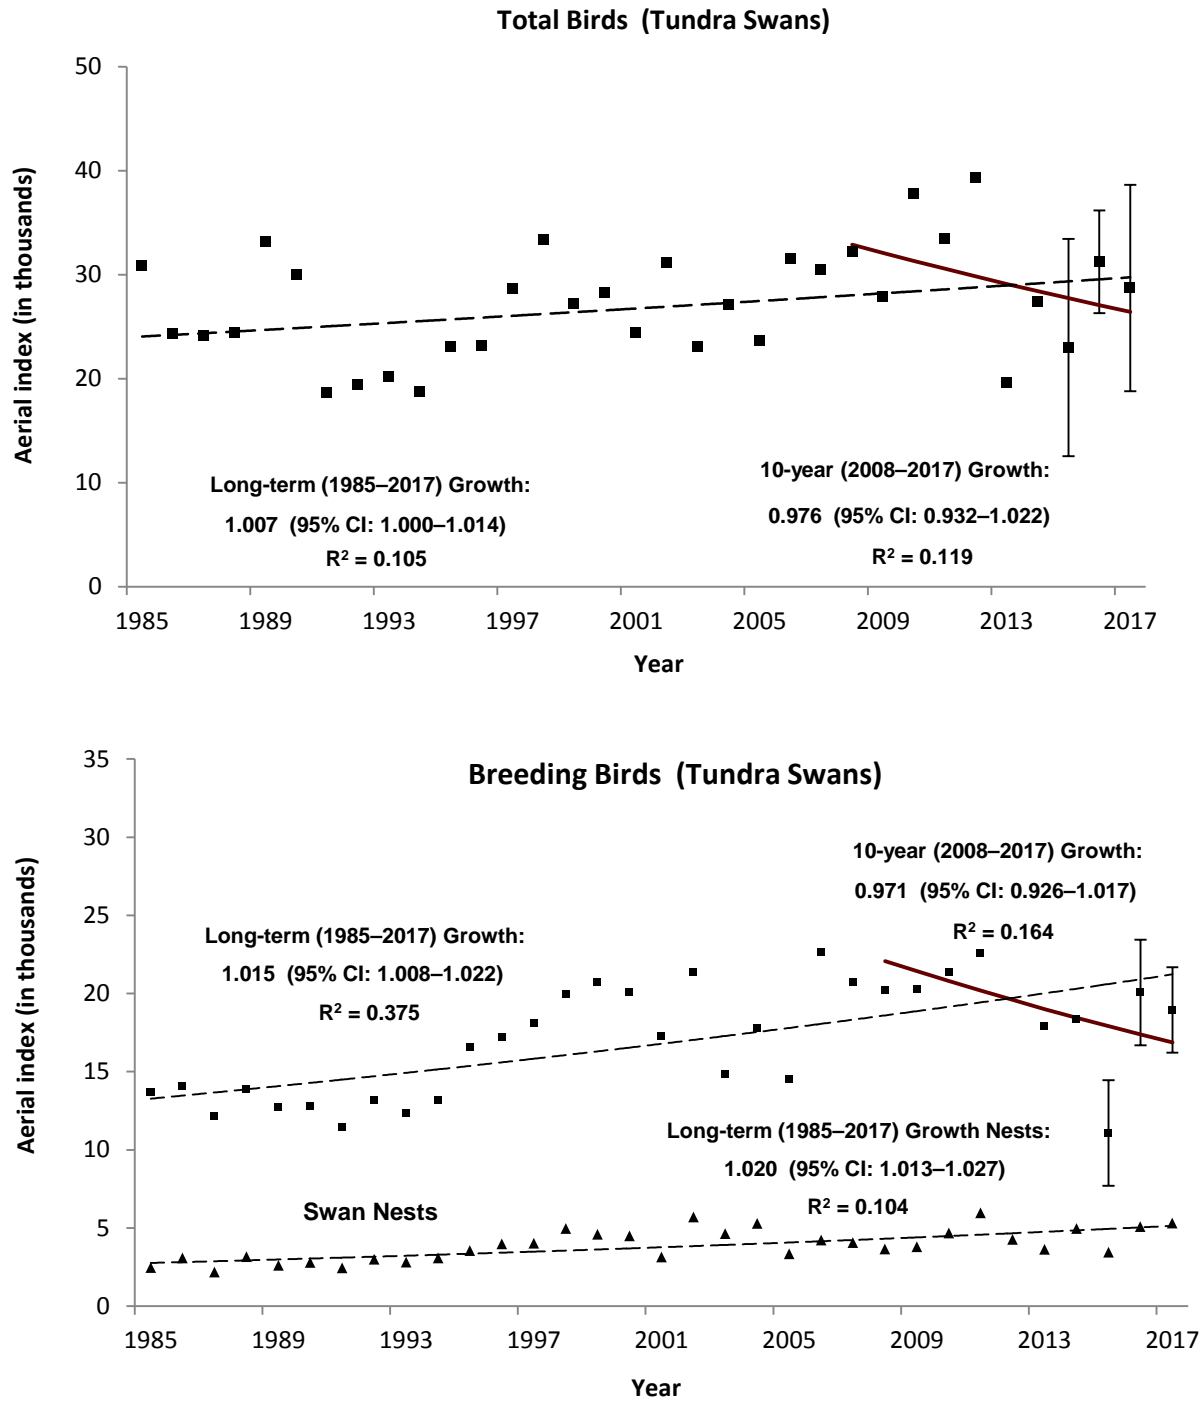 Total Birds (Tundra Swans)
50
40
30
20
10
0
Aerial index (in thousands)
Long-term (1985–2017) Growth:
1.007 (95% CI: 1.000–1.014)
R² = 0.105
10-year (2008–2017) Growth:
0.976 (95% CI: 0.932–1.022)
R² = 0.119
1985 1989 1993 1997 2001 2005 2009 2013 2017
Year
Breeding Birds (Tundra Swans)
35
30
25
20
15
10
5
0
Aerial index (in thousands)
10-year (2008–2017) Growth:
0.971 (95% CI: 0.926–1.017)
R² = 0.164
Long-term (1985–2017) Growth:
1.015 (95% CI: 1.008–1.022)
R² = 0.375
Long-term (1985–2017) Growth Nests:
1.020 (95% CI: 1.013–1.027)
R² = 0.104
Swan Nests
1985 1989 1993 1997 2001 2005 2009 2013 2017
Year